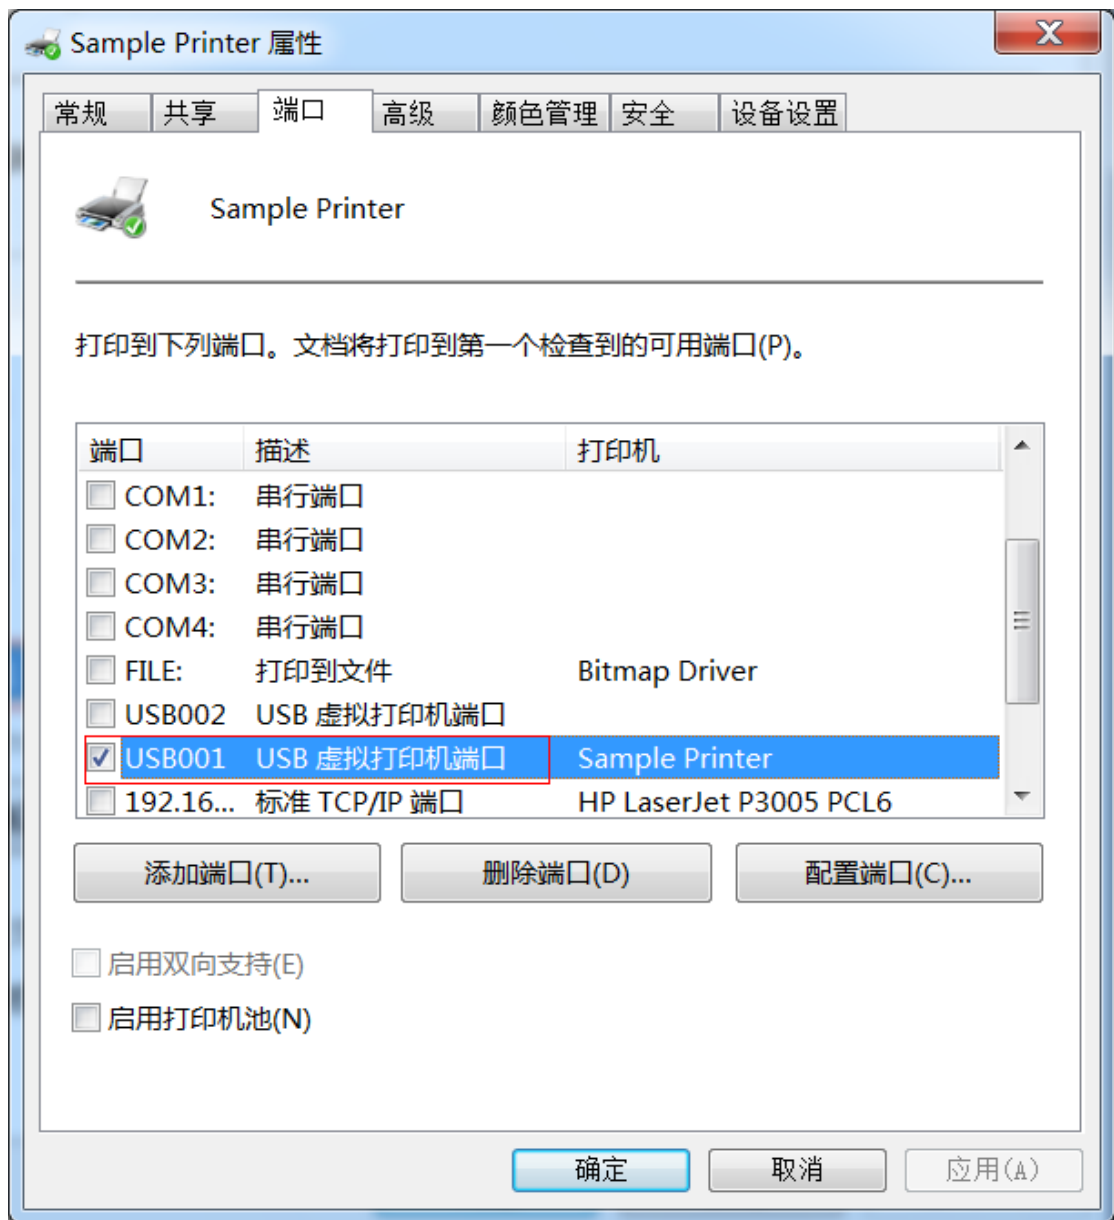 Sample Printer 属性
常规 共享 端口 高级 颜色管理 安全 设备设置
Sample Printer
打印到下列端口。文档将打印到第一个检查到的可用端口(P)。
端口 描述 打印机
COM1: 串行端口
COM2: 串行端口
COM3: 串行端口
COM4: 串行端口
FILE: 打印到文件 Bitmap Driver
USB002 USB 虚拟打印机端口
USB001 USB 虚拟打印机端口 Sample Printer
192.16... 标准 TCP/IP 端口 HP LaserJet P3005 PCL6
添加端口(T)... 删除端口(D) 配置端口(C)...
启用双向支持(E)
启用打印机池(N)
确定 取消 应用(A)